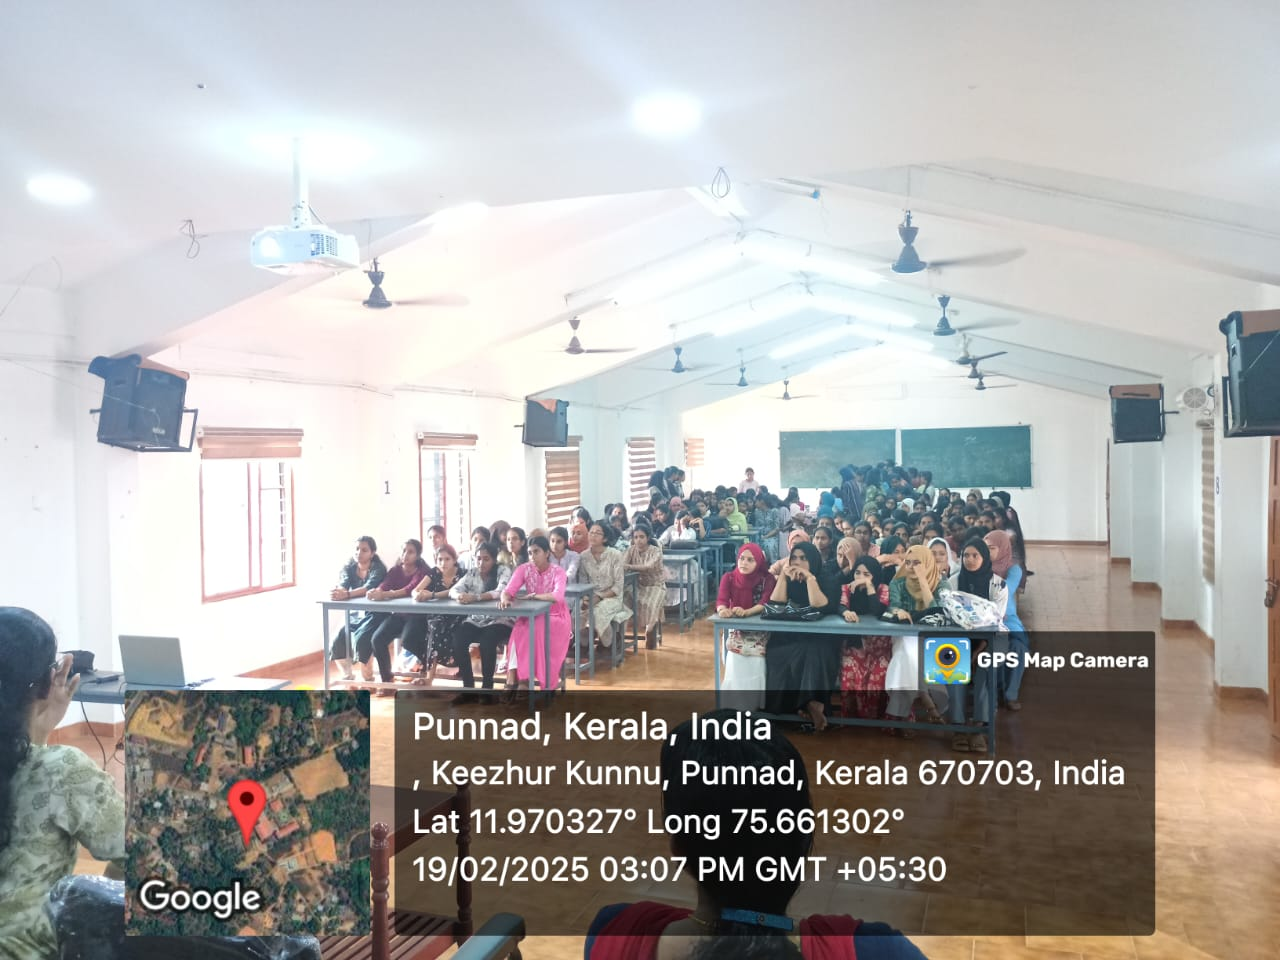 1
8
GPS Map Camera
Punnad, Kerala, India
, Keezhur Kunnu, Punnad, Kerala 670703, India
Lat 11.970327° Long 75.661302°
19/02/2025 03:07 PM GMT +05:30
Google